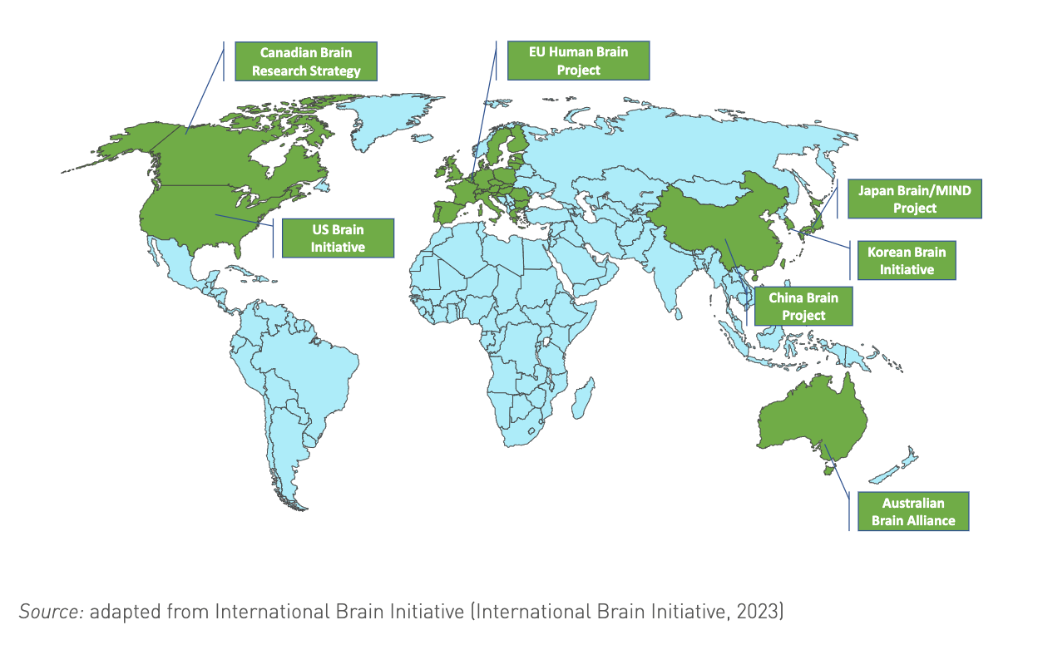 Canadian Brain
Research Strategy
EU Human Brain
Project
US Brain
Initiative
Japan Brain/MIND
Project
Korean Brain
Initiative
China Brain
Project
Australian
Brain Alliance
Source: adapted from International Brain Initiative (International Brain Initiative, 2023)